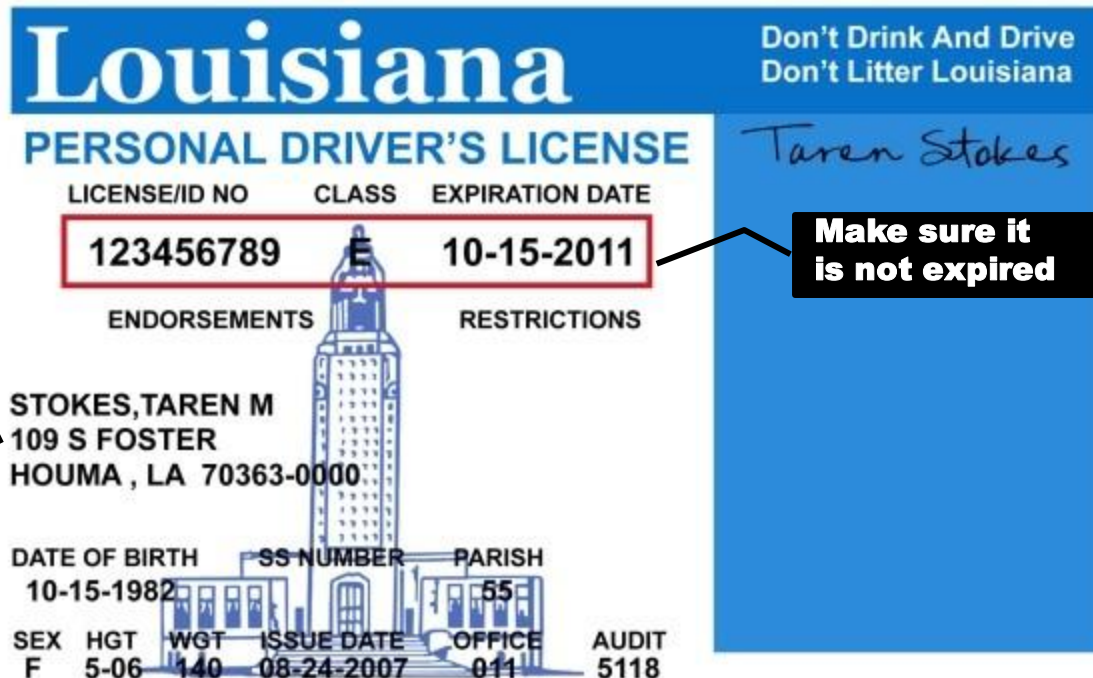 Louisiana
Don't Drink And Drive
Don't Litter Louisiana
PERSONAL DRIVER'S LICENSE
Taren Stokes
LICENSE/ID NO CLASS EXPIRATION DATE
123456789 E 10-15-2011
Make sure it
is not expired
ENDORSEMENTS RESTRICTIONS
STOKES,TAREN M
109 S FOSTER
HOUMA , LA 70363-0000
DATE OF BIRTH SS NUMBER PARISH
10-15-1982 55
SEX HGT WGT ISSUE DATE OFFICE AUDIT
F 5-06 140 08-24-2007 011 5118